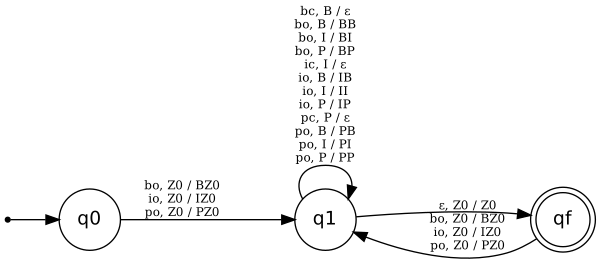 bc, B / ε
bo, B / BB
bo, I / BI
bo, P / BP
ic, I / ε
io, B / IB
io, I / II
io, P / IP
pc, P / ε
po, B / PB
po, I / PI
po, P / PP
bo, Z0 / BZ0
io, Z0 / IZ0
po, Z0 / PZ0
q0
q1
ε, Z0 / Z0
bo, Z0 / BZ0
io, Z0 / IZ0
po, Z0 / PZ0
qf